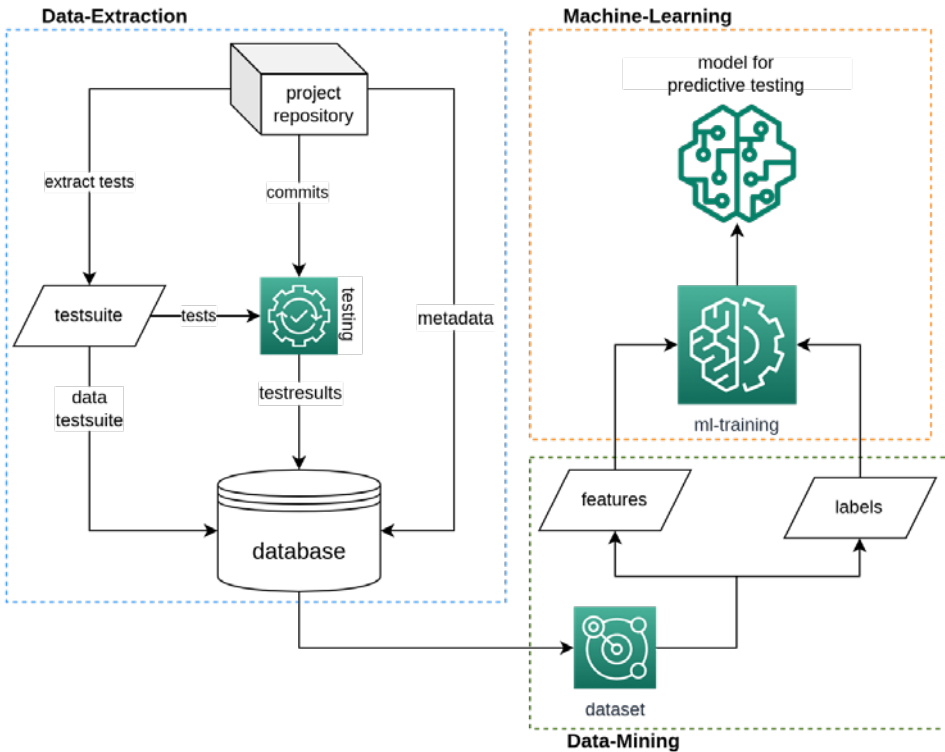 Data-Extraction
project
repository
extract tests
commits
testsuite
tests
testing
metadata
data
testsuite
testresults
database
Machine-Learning
model for
predictive testing
ml-training
features
labels
dataset
Data-Mining